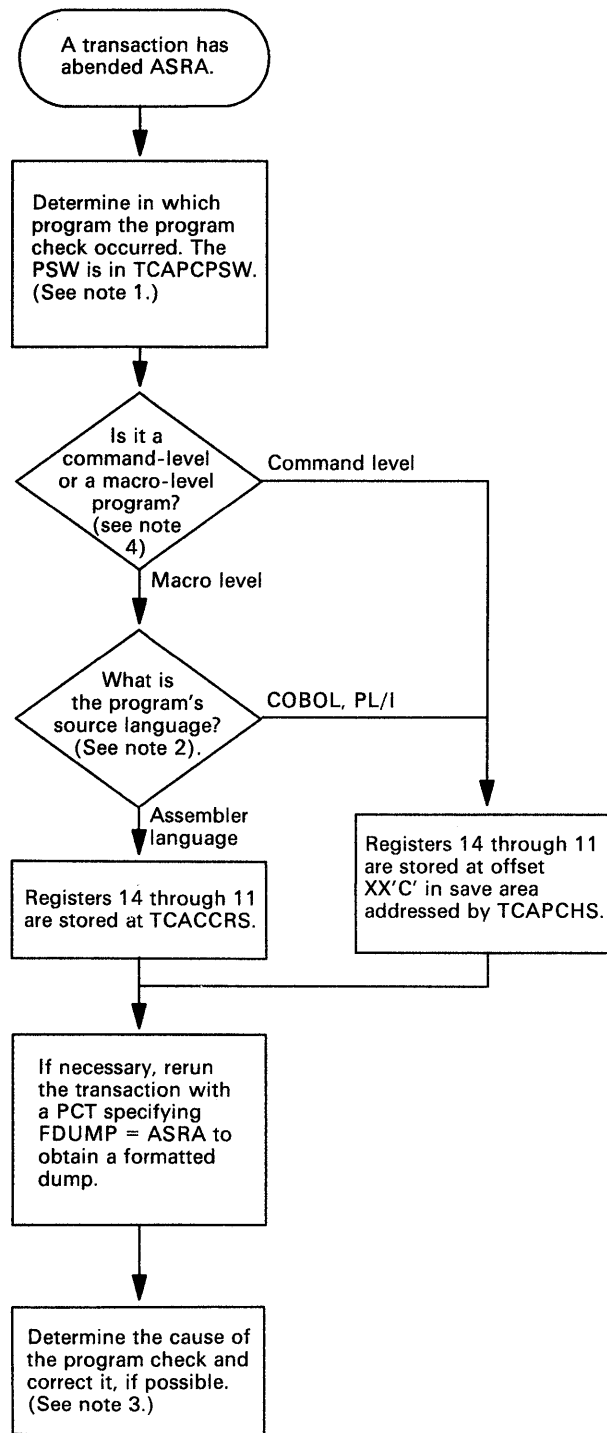 A transaction has
abended ASRA.
Determine in which
program the program
check occurred. The
PSW is in TCAPCPSW.
(See note 1.)
Is it a
command-level
or a macro-level
program?
(see note
4)
Command level
Macro level
What is
the program's
source language?
(See note 2).
COBOL, PL/I
Assembler
language
Registers 14 through 11
are stored at TCACCRS.
Registers 14 through 11
are stored at offset
XX'C' in save area
addressed by TCAPCHS.
If necessary, rerun
the transaction with
a PCT specifying
FDUMP = ASRA to
obtain a formatted
dump.
Determine the cause of
the program check and
correct it, if possible.
(See note 3.)